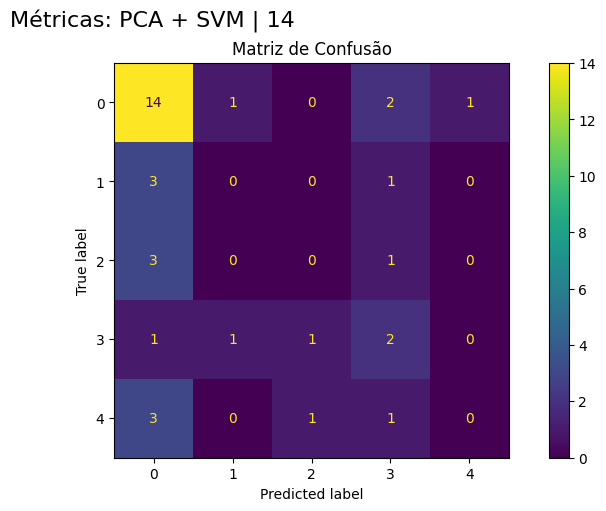 Métricas: PCA + SVM | 14
Matriz de Confusão
True label
0 14 1 0 2 1
1 3 0 0 1 0
2 3 0 0 1 0
3 1 1 1 2 0
4 3 0 1 1 0
0 1 2 3 4
Predicted label
14
12
10
8
6
4
2
0